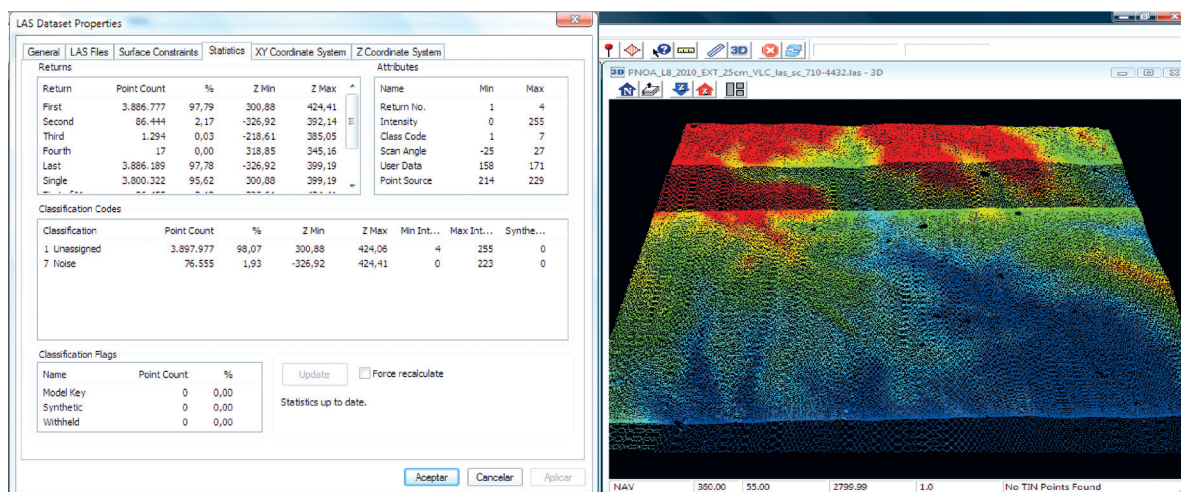 LAS Dataset Properties
General LAS Files Surface Constraints Statistics XY Coordinate System Z Coordinate System
Returns
Return Point Count % Z Min Z Max
First 3.886.777 97,79 300,88 424,41
Second 86.444 2,17 -326,92 392,14
Third 1.294 0,03 -218,61 385,05
Fourth 17 0,00 318,85 345,16
Last 3.886.189 97,78 -326,92 399,19
Single 3.800.322 95,62 300,88 399,19
Attributes
Name Min Max
Return No. 1 4
Intensity 0 255
Class Code 1 7
Scan Angle -25 27
User Data 158 171
Point Source 214 229
Classification Codes
Classification Point Count % Z Min Z Max Min Int... Max Int... Synthe...
1 Unassigned 3.897.977 98,07 300,88 424,06 4 255 0
7 Noise 76.555 1,93 -326,92 424,41 0 223 0
Classification Flags
Name Point Count %
Model Key 0 0,00
Synthetic 0 0,00
Withheld 0 0,00
Update Force recalculate
Statistics up to date.
Aceptar Cancelar Aplicar
3D
3D PNOA_L8_2010_EXT_25cm_VLC_las_sc_710-4432.las - 3D
N Z Z
NAV 360.00 55.00 2799.99 1.0 No TIN Points Found